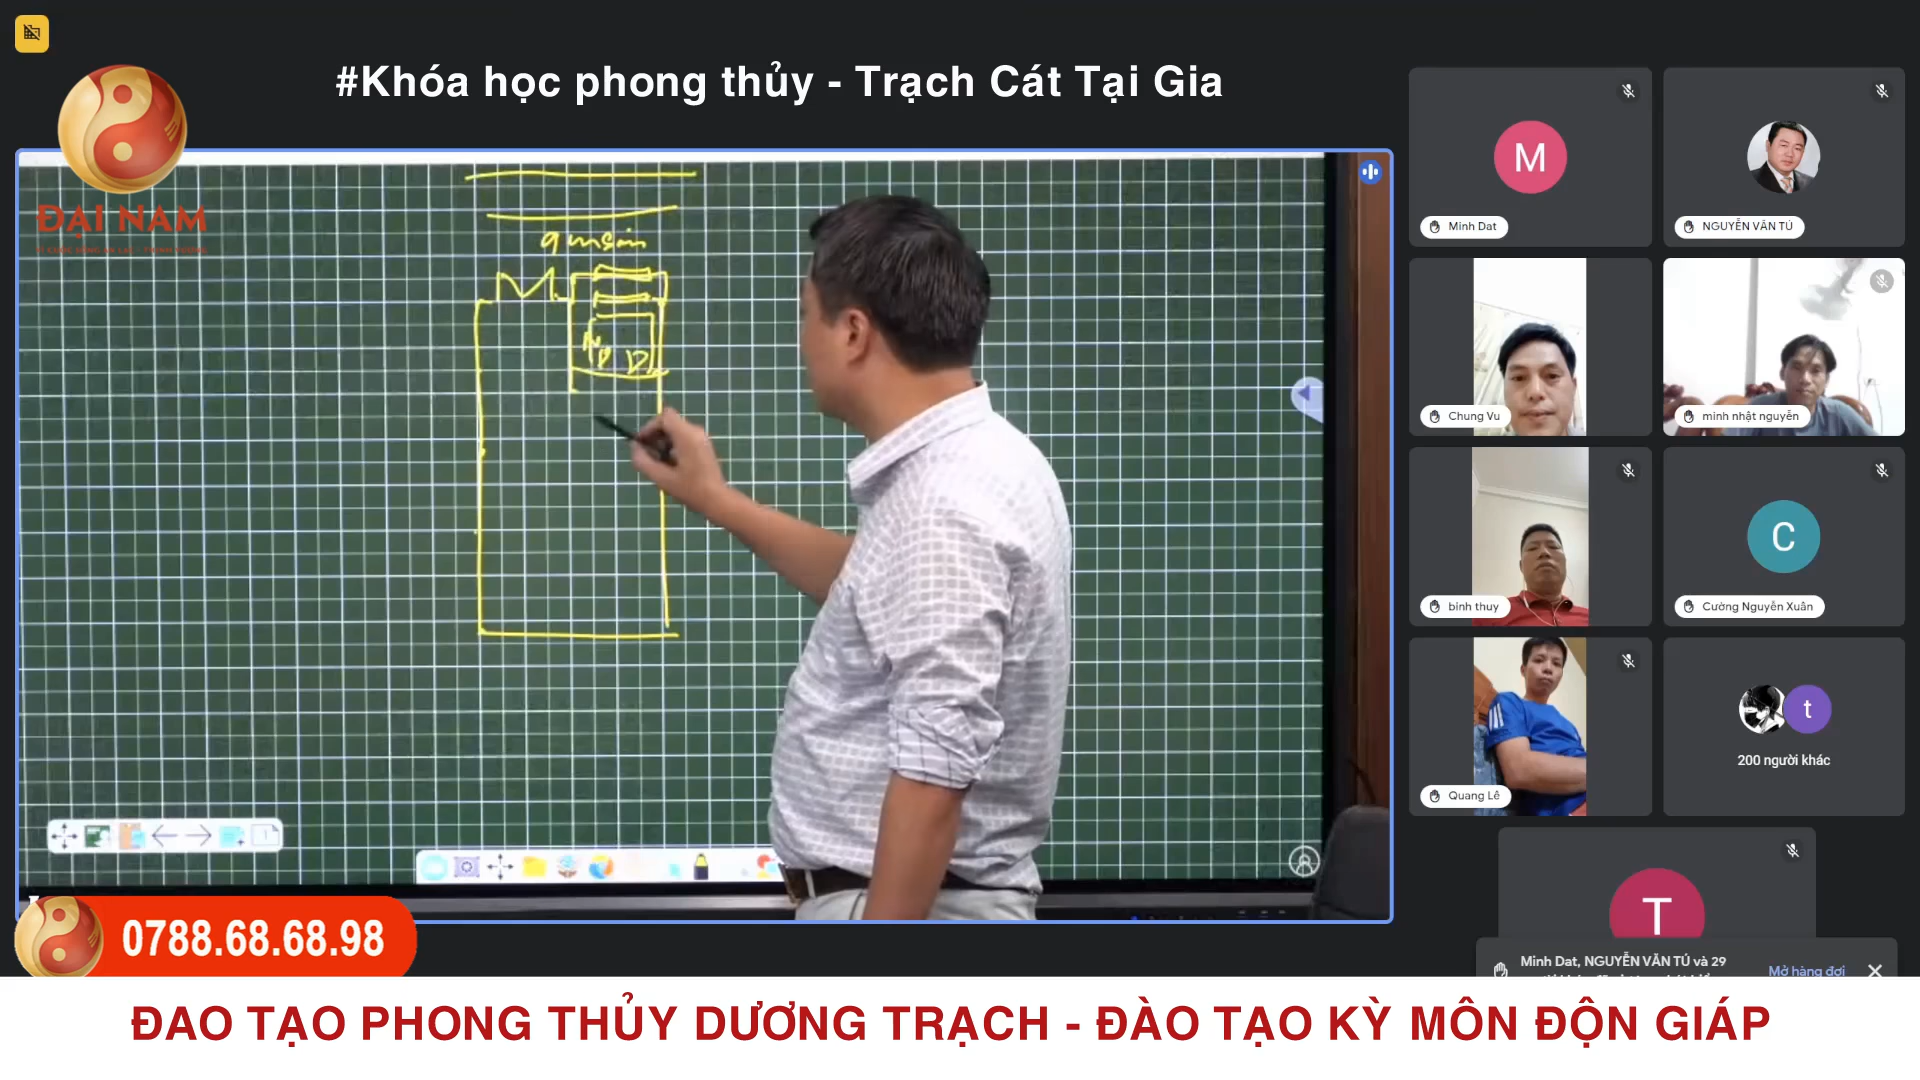 #Khóa học phong thủy - Trạch Cát Tại Gia
ĐẠI NAM
M
Minh Dat
NGUYỄN VĂN TÚ
Chung Vu
minh nhật nguyễn
binh thuy
C
Cường Nguyễn Xuân
Quang Lê
t
200 người khác
T
Minh Dat, NGUYỄN VĂN TÚ và 29
Mở hàng đợi
0788.68.68.98
ĐAO TẠO PHONG THỦY DƯƠNG TRẠCH - ĐÀO TẠO KỲ MÔN ĐỘN GIÁP